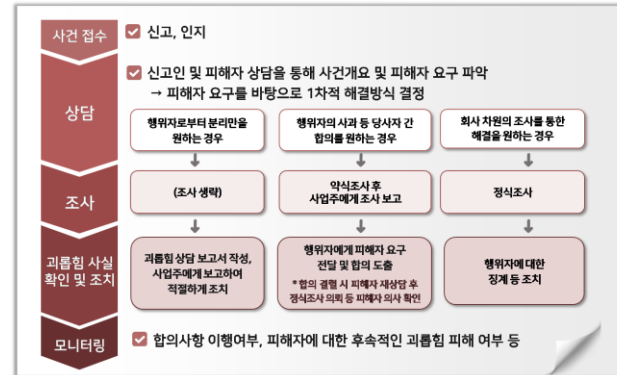 사건 접수
신고, 인지
상담
신고인 및 피해자 상담을 통해 사건개요 및 피해자 요구 파악
→ 피해자 요구를 바탕으로 1차적 해결방식 결정
행위자로부터 분리만을
원하는 경우
행위자의 사과 등 당사자 간
합의를 원하는 경우
회사 차원의 조사를 통한
해결을 원하는 경우
조사
(조사 생략)
약식조사 후
사업주에게 조사 보고
정식조사
괴롭힘 사실
확인 및 조치
괴롭힘 상담 보고서 작성,
사업주에게 보고하여
적절하게 조치
행위자에게 피해자 요구
전달 및 합의 도출
* 합의 결렬 시 피해자 재상담 후
정식조사 의뢰 등 피해자 의사 확인
행위자에 대한
징계 등 조치
모니터링
합의사항 이행여부, 피해자에 대한 후속적인 괴롭힘 피해 여부 등